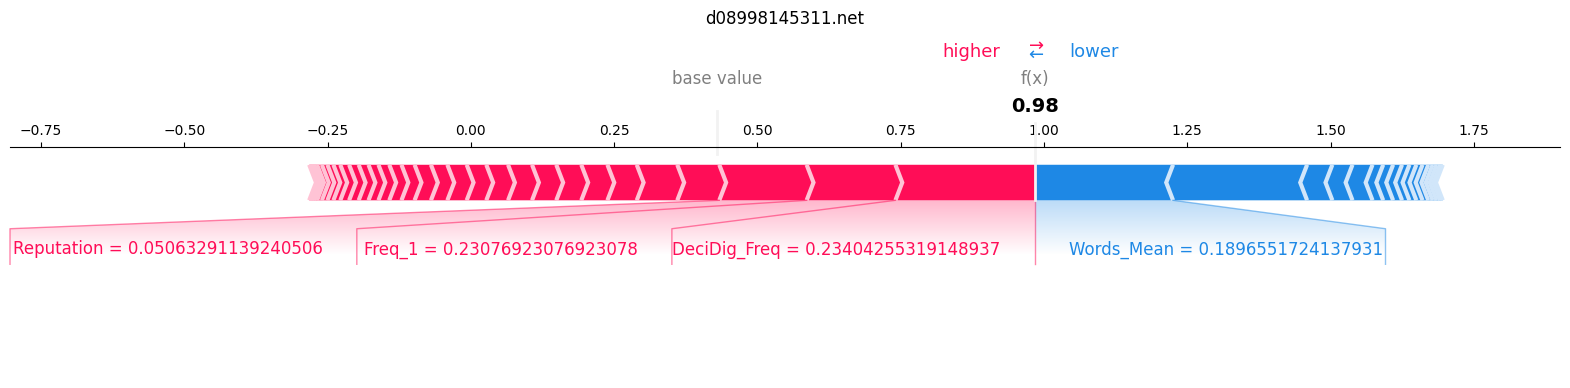 d08998145311.net
higher ⇄ lower
base value f(x)
0.98
−0.75 −0.50 −0.25 0.00 0.25 0.50 0.75 1.00 1.25 1.50 1.75
Reputation = 0.05063291139240506 Freq_1 = 0.23076923076923078 DeciDig_Freq = 0.23404255319148937 Words_Mean = 0.1896551724137931